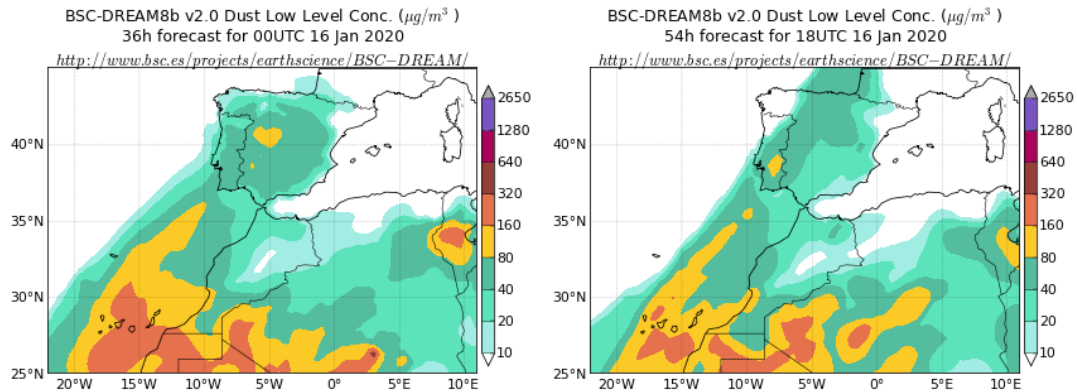 BSC-DREAM8b v2.0 Dust Low Level Conc. (μg/m³ )
36h forecast for 00UTC 16 Jan 2020
http://www.bsc.es/projects/earthscience/BSC−DREAM/
40°N
35°N
30°N
25°N
20°W
15°W
10°W
5°W
0°
5°E
10°E
2650
1280
640
320
160
80
40
20
10
BSC-DREAM8b v2.0 Dust Low Level Conc. (μg/m³ )
54h forecast for 18UTC 16 Jan 2020
http://www.bsc.es/projects/earthscience/BSC−DREAM/
40°N
35°N
30°N
25°N
20°W
15°W
10°W
5°W
0°
5°E
10°E
2650
1280
640
320
160
80
40
20
10